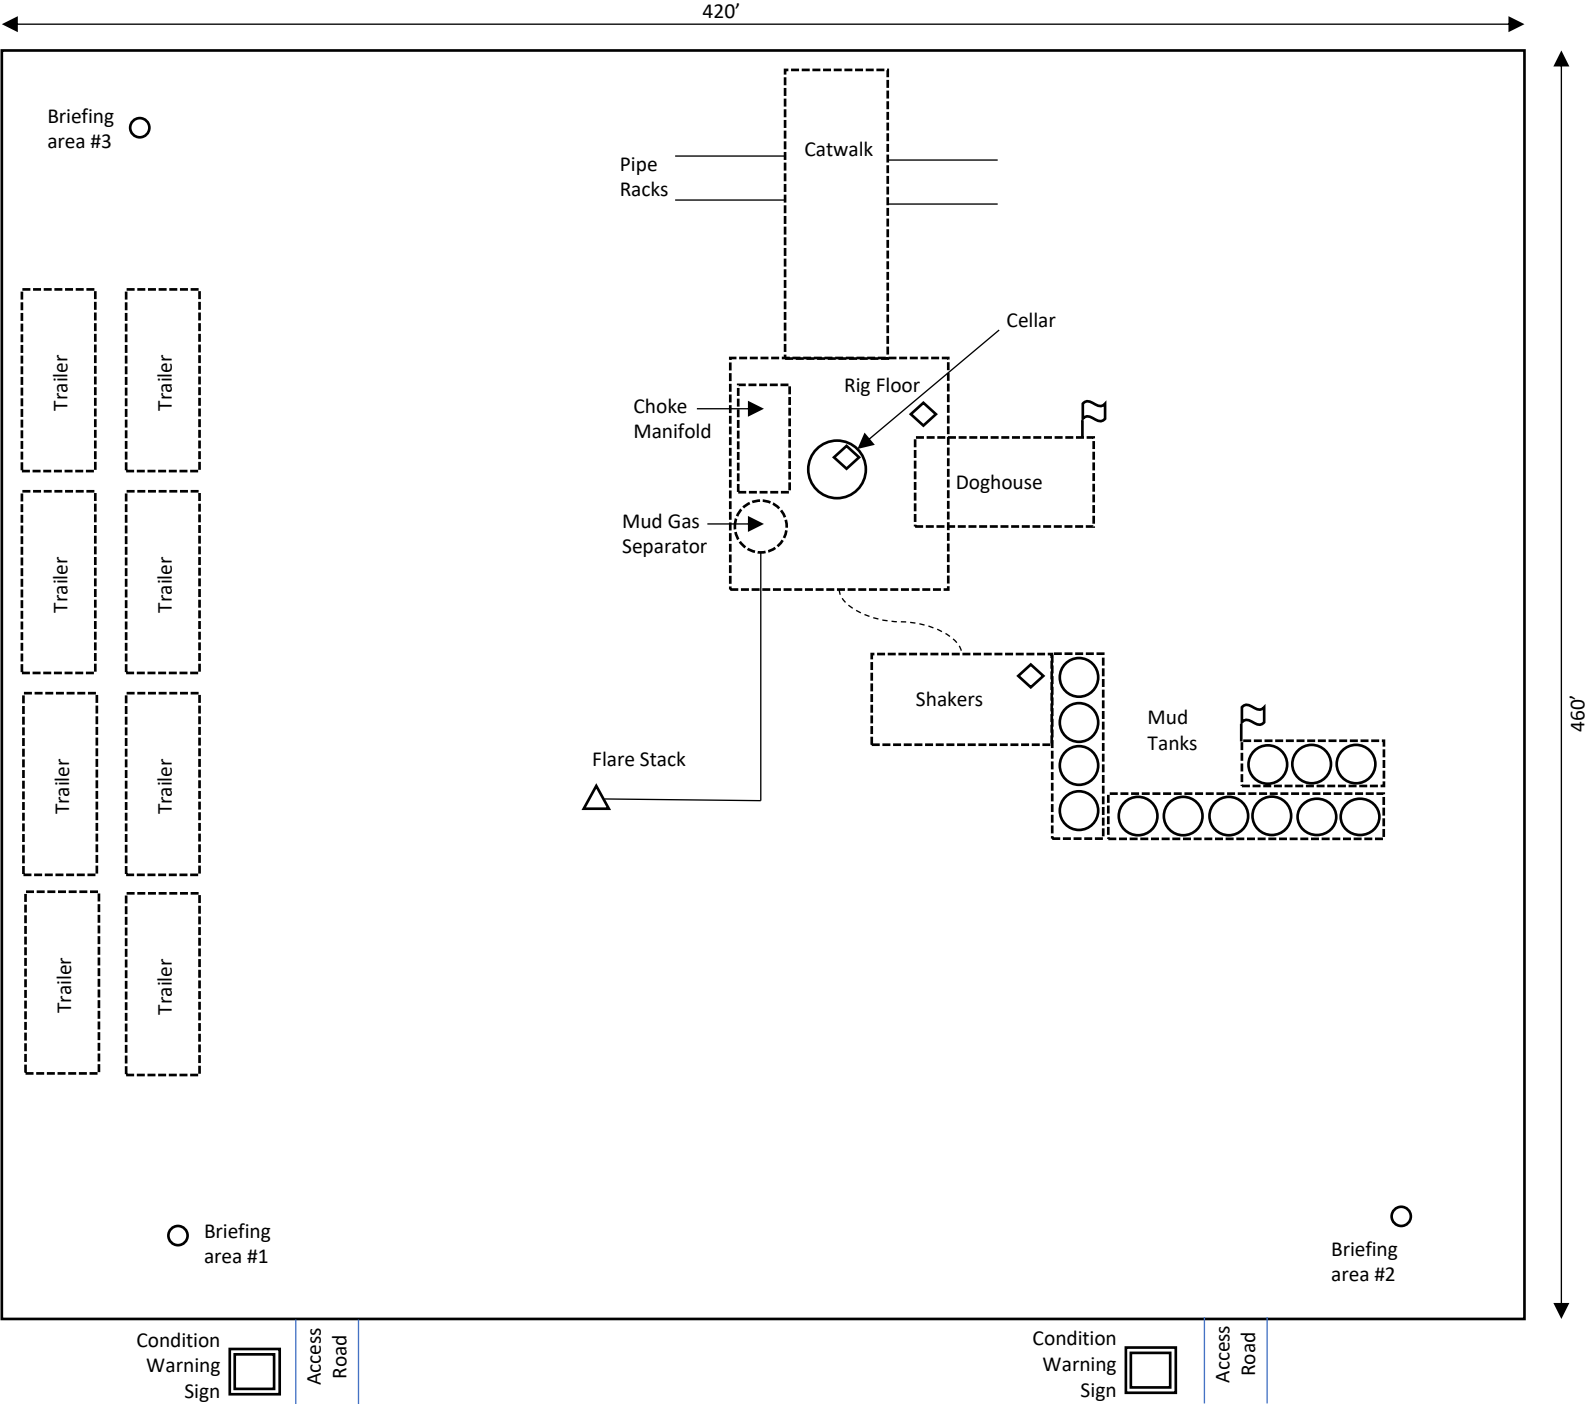 420’
Briefing
area #3
Catwalk
Pipe
Racks
Cellar
Rig Floor
Choke
Manifold
Doghouse
Mud Gas
Separator
Trailer
Trailer
Trailer
Trailer
Trailer
Trailer
Trailer
Trailer
Shakers
Mud
Tanks
460’
Flare Stack
Briefing
area #1
Briefing
area #2
Condition
Warning
Sign
Access
Road
Condition
Warning
Sign
Access
Road